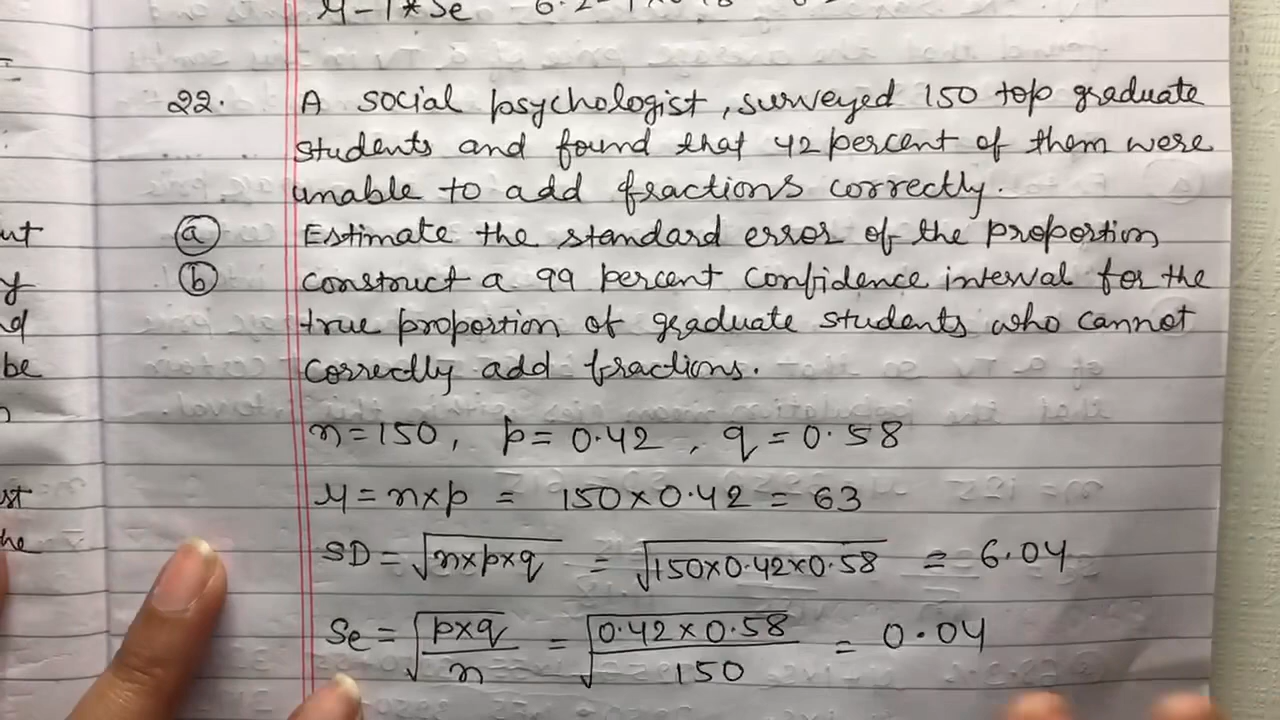 22. A social psychologist, surveyed 150 top graduate
students and found that 42 percent of them were
unable to add fractions correctly.
ⓐ Estimate the standard error of the proportion
ⓑ construct a 99 percent confidence interval for the
true proportion of graduate students who cannot
correctly add fractions.
n=150, p=0.42, q=0.58
μ=n×p = 150×0.42 = 63
SD=√n×p×q = √150×0.42×0.58 = 6.04
Se=√p×q/n = √0.42×0.58/150 = 0.04